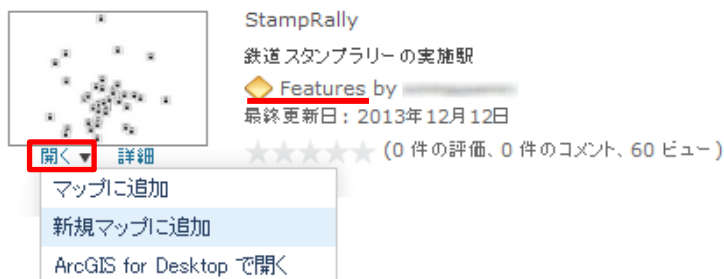 StampRally
鉄道スタンプラリーの実施駅
Features by
最終更新日: 2013年12月12日
開く ▼ 詳細
(0 件の評価、0 件のコメント、60 ビュー)
マップに追加
新規マップに追加
ArcGIS for Desktop で開く